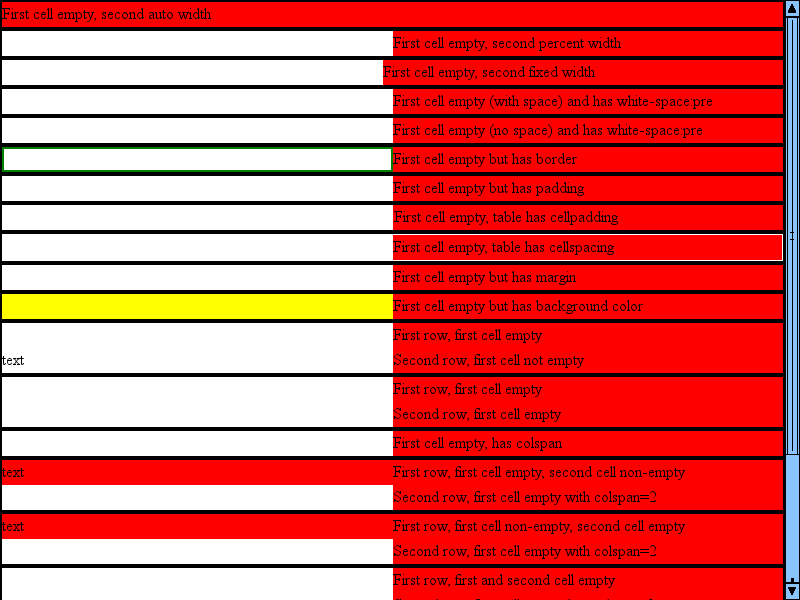 First cell empty, second auto width
First cell empty, second percent width
First cell empty, second fixed width
First cell empty (with space) and has white-space:pre
First cell empty (no space) and has white-space:pre
First cell empty but has border
First cell empty but has padding
First cell empty, table has cellpadding
First cell empty, table has cellspacing
First cell empty but has margin
First cell empty but has background color
First row, first cell empty
text Second row, first cell not empty
First row, first cell empty
Second row, first cell empty
First cell empty, has colspan
text First row, first cell empty, second cell non-empty
Second row, first cell empty with colspan=2
text First row, first cell non-empty, second cell empty
Second row, first cell empty with colspan=2
First row, first and second cell empty